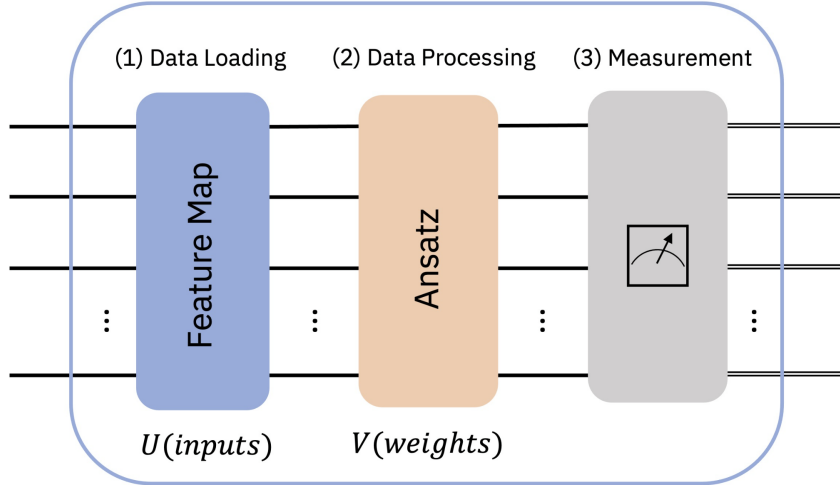 (1) Data Loading
(2) Data Processing
(3) Measurement
Feature Map
Ansatz
U(inputs)
V(weights)